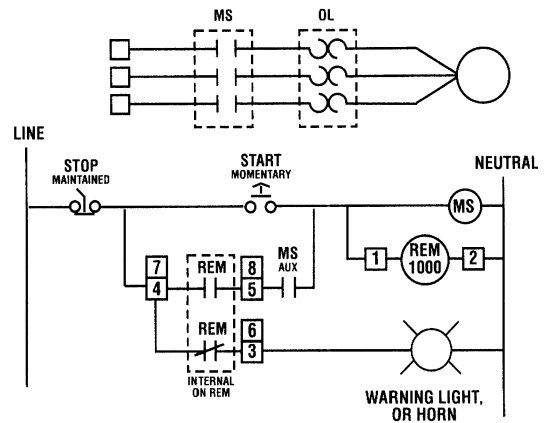 MS
OL
LINE
STOP
MAINTAINED
START
MOMENTARY
NEUTRAL
MS
7
4
REM
8
5
MS
AUX
1
REM
1000
2
REM
6
3
INTERNAL
ON REM
WARNING LIGHT,
OR HORN